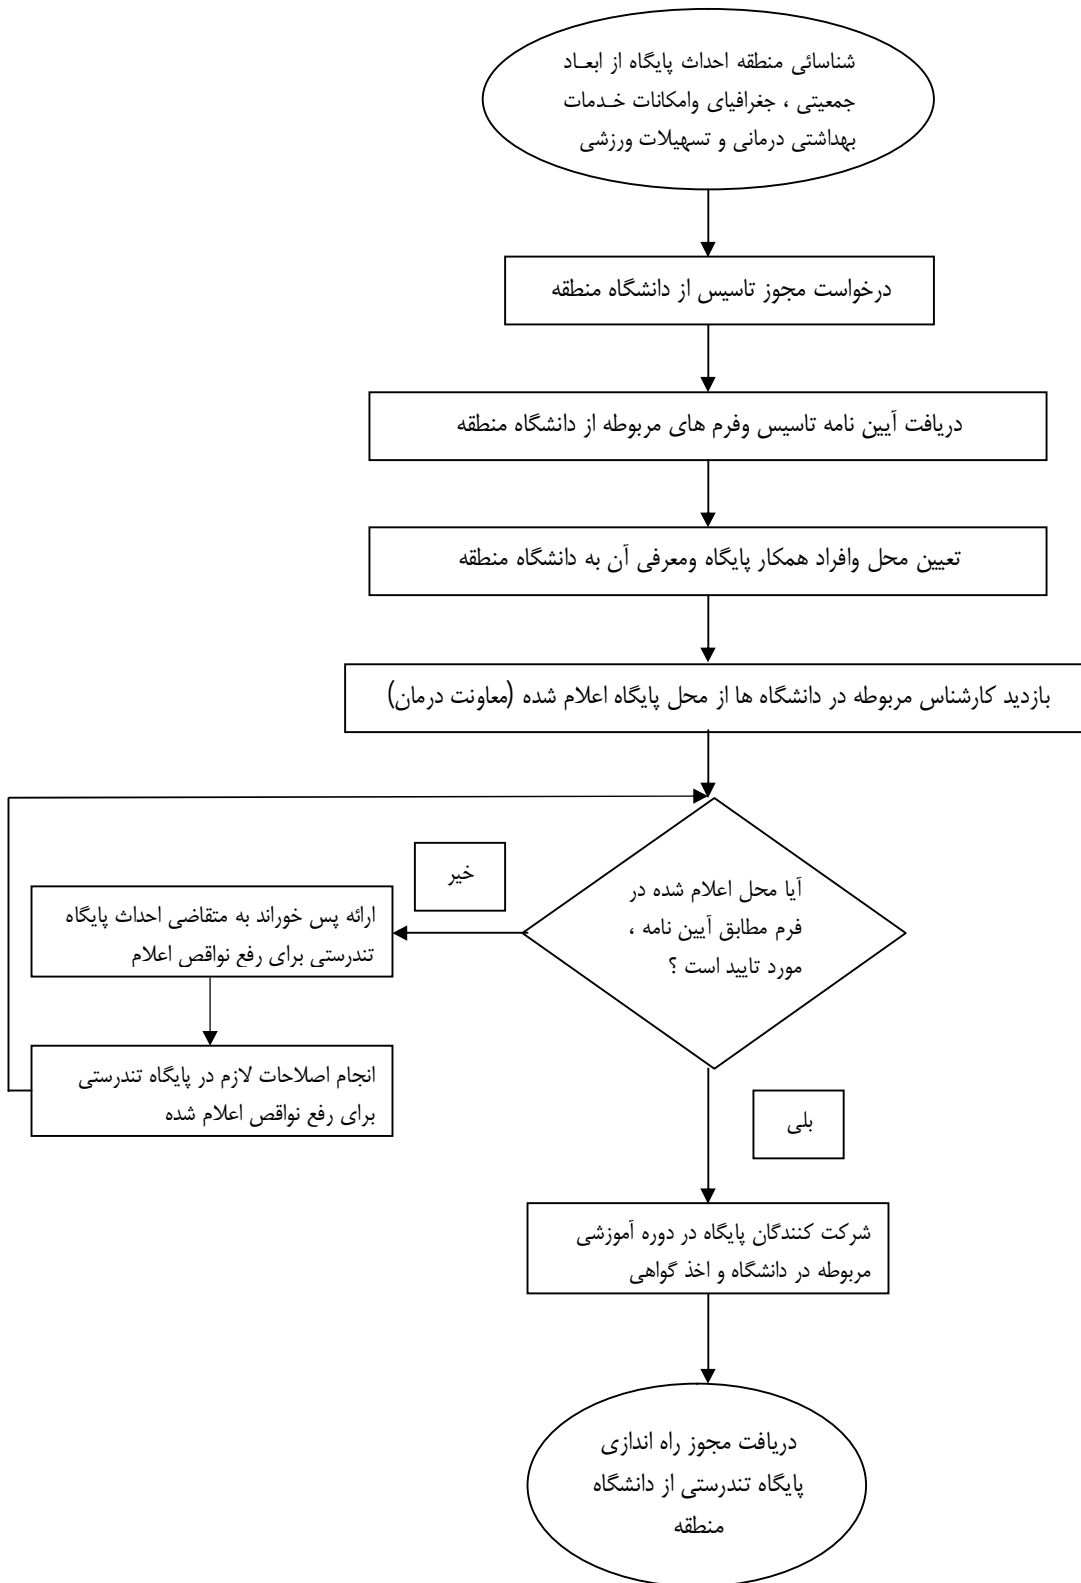 شناسائی منطقه احداث پایگاه از ابعـاد
جمعیتی ، جغرافیای وامکانات خـدمات
بهداشتی درمانی و تسهیلات ورزشی
درخواست مجوز تاسیس از دانشگاه منطقه
دریافت آیین نامه تاسیس وفرم های مربوطه از دانشگاه منطقه
تعیین محل وافراد همکار پایگاه ومعرفی آن به دانشگاه منطقه
بازدید کارشناس مربوطه در دانشگاه ها از محل پایگاه اعلام شده (معاونت درمان)
آیا محل اعلام شده در
فرم مطابق آیین نامه ،
مورد تایید است ؟
خیر
ارائه پس خوراند به متقاضی احداث پایگاه
تندرستی برای رفع نواقص اعلام
انجام اصلاحات لازم در پایگاه تندرستی
برای رفع نواقص اعلام شده
بلی
شرکت کنندگان پایگاه در دوره آموزشی
مربوطه در دانشگاه و اخذ گواهی
دریافت مجوز راه اندازی
پایگاه تندرستی از دانشگاه
منطقه